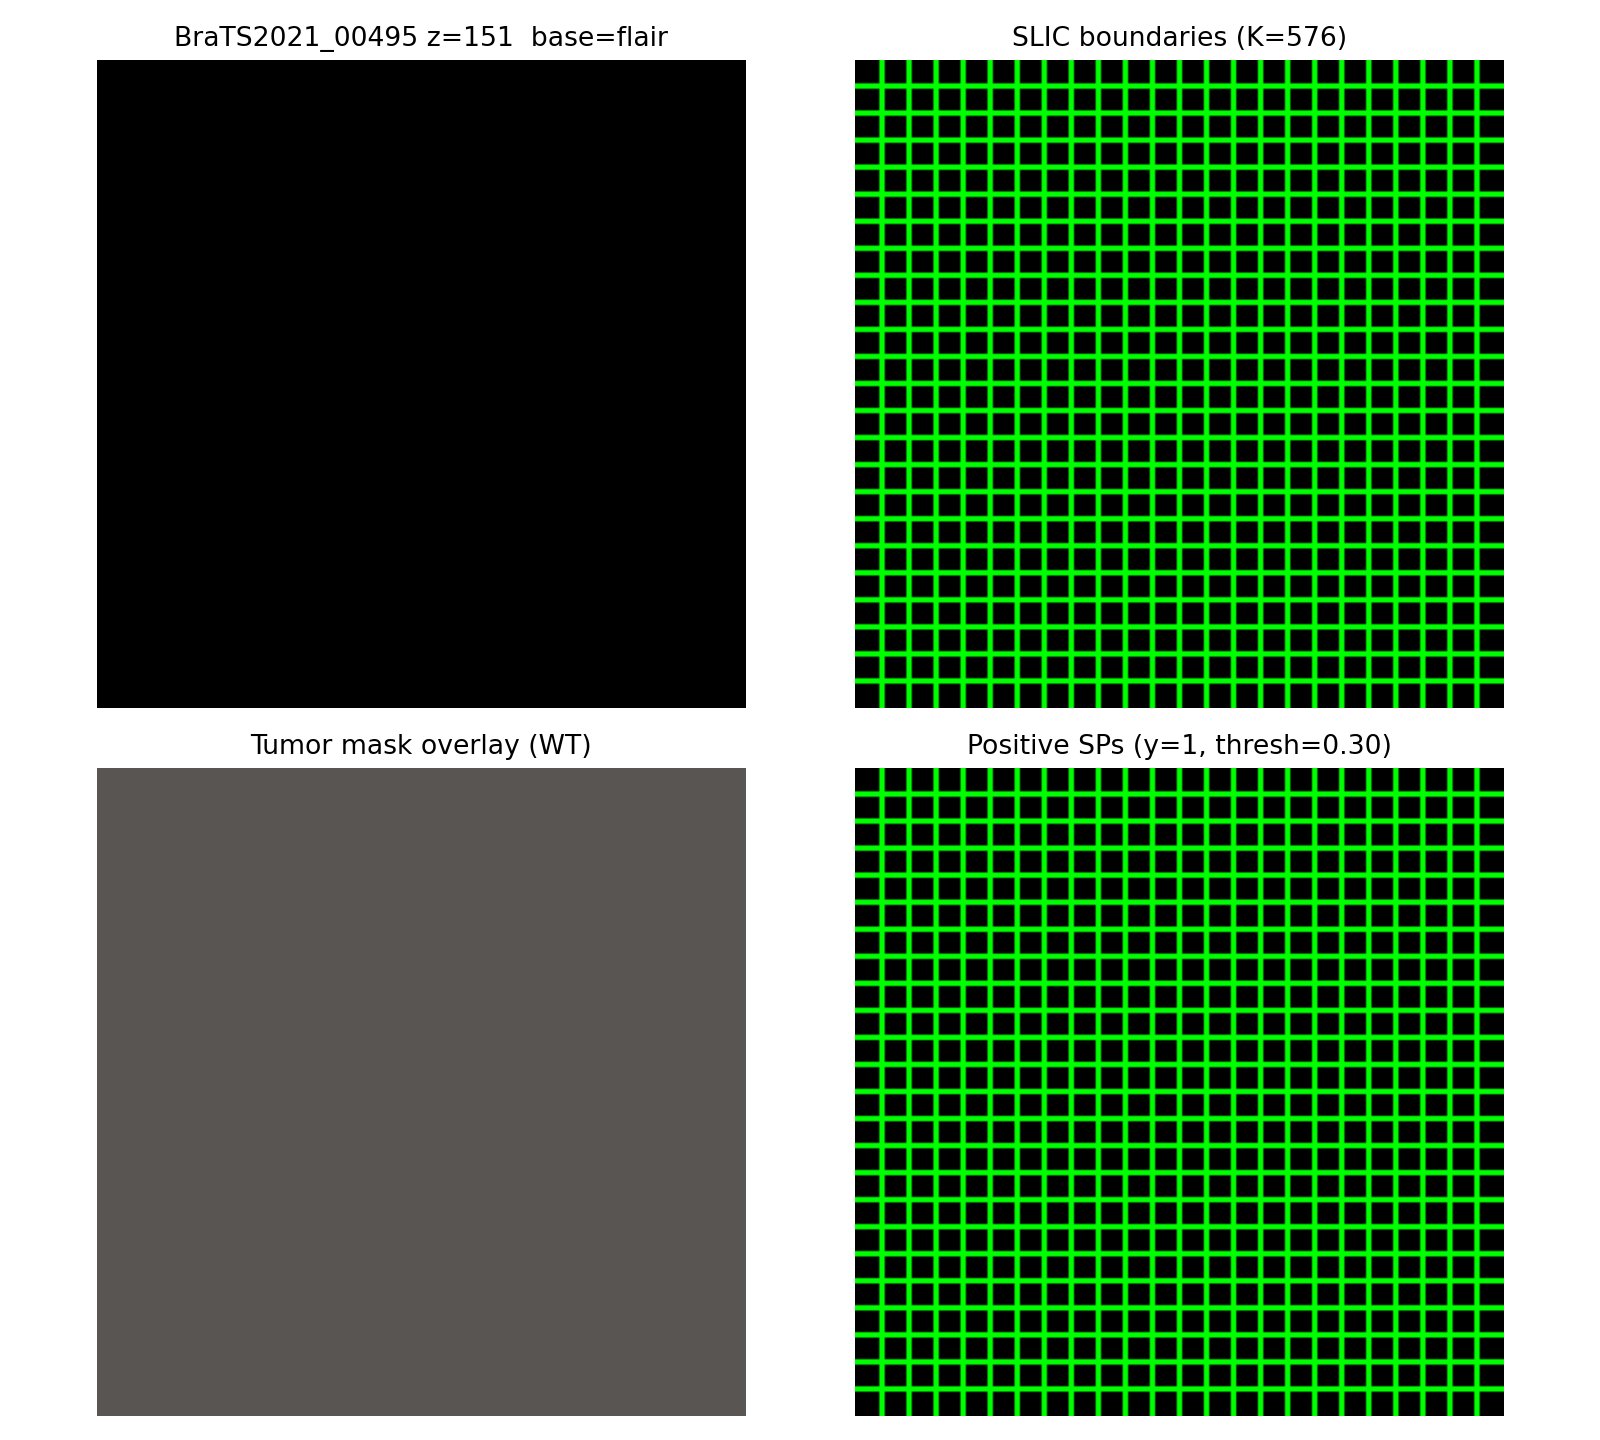 BraTS2021_00495 z=151  base=flair
SLIC boundaries (K=576)
Tumor mask overlay (WT)
Positive SPs (y=1, thresh=0.30)